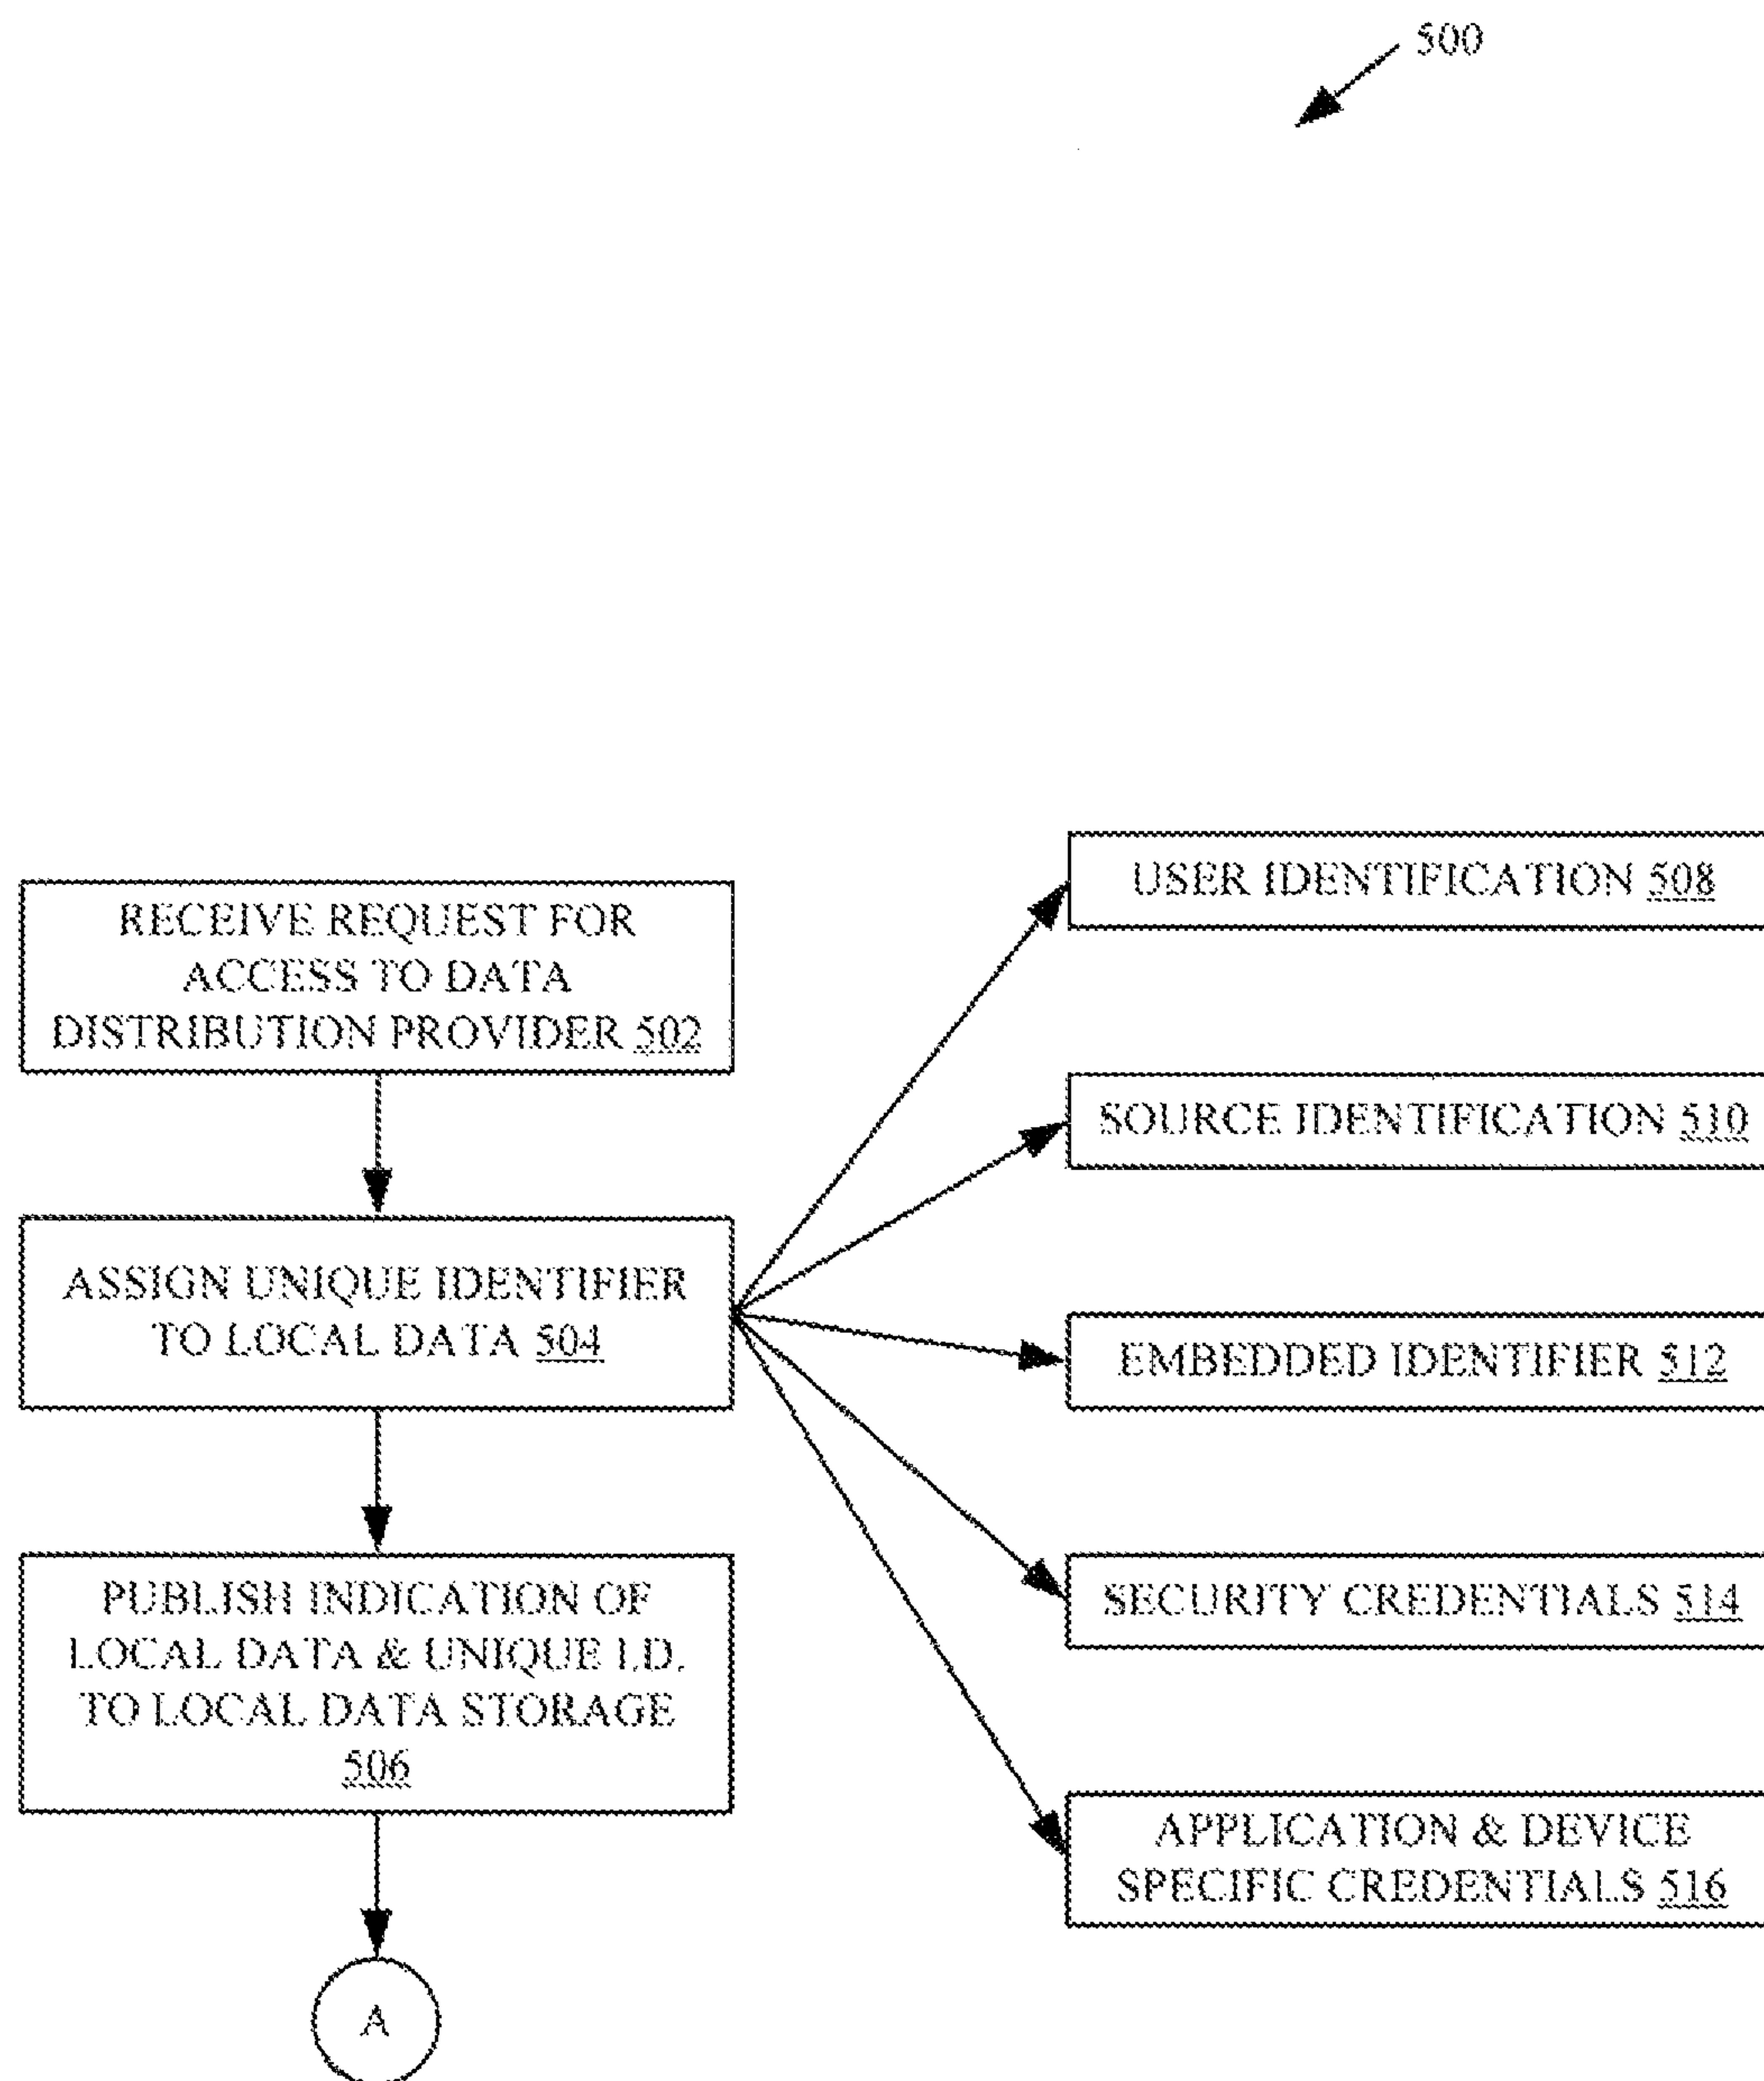 500
RECEIVE REQUEST FOR
ACCESS TO DATA
DISTRIBUTION PROVIDER 502
ASSIGN UNIQUE IDENTIFIER
TO LOCAL DATA 504
PUBLISH INDICATION OF
LOCAL DATA & UNIQUE I.D.
TO LOCAL DATA STORAGE
506
A
USER IDENTIFICATION 508
SOURCE IDENTIFICATION 510
EMBEDDED IDENTIFIER 512
SECURITY CREDENTIALS 514
APPLICATION & DEVICE
SPECIFIC CREDENTIALS 516